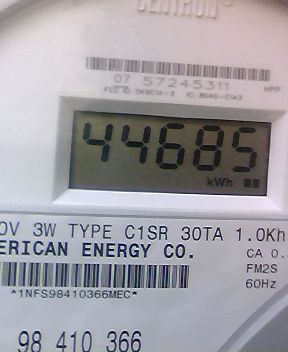 CENTRON®
07 57245311
44685
kWh
0V 3W TYPE C1SR 30TA 1.0Kh
ERICAN ENERGY CO.
CA 0.
FM2S
*1NFS98410366MEC*
60Hz
98 410 366